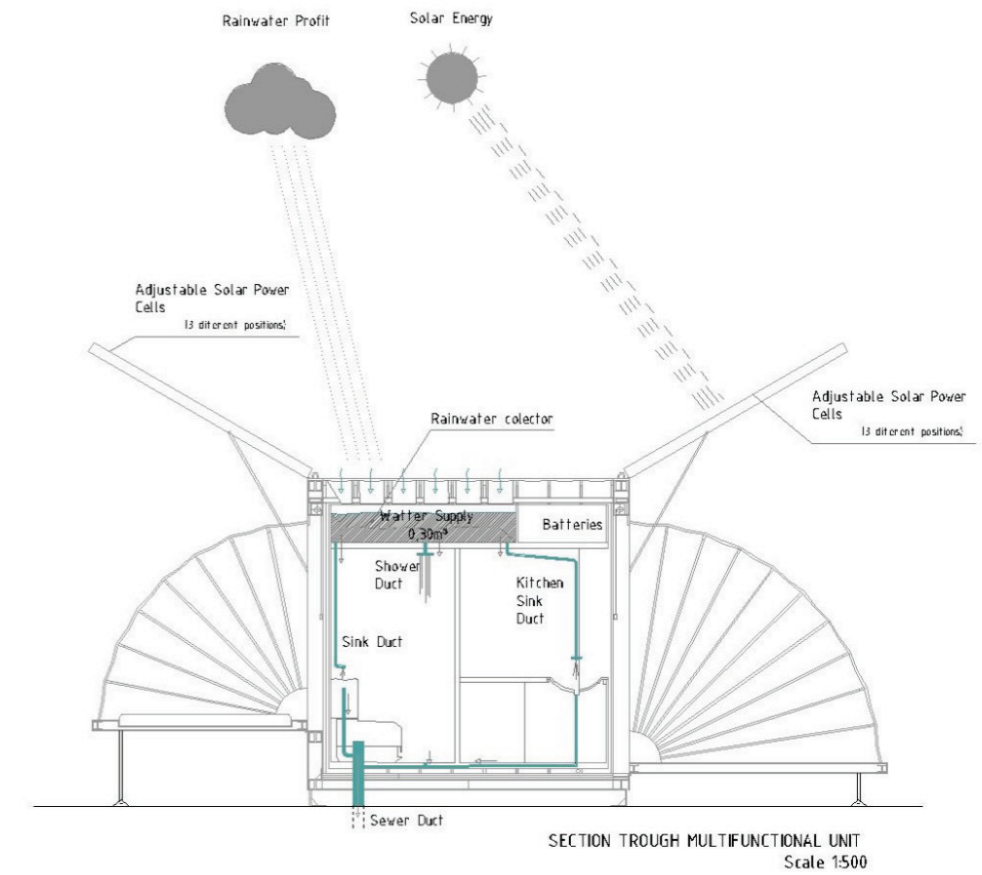 Rainwater Profit
Solar Energy
Adjustable Solar Power
Cells
(3 diterent positions)
Rainwater colector
Adjustable Solar Power
Cells
(3 diterent positions)
Watter Supply
0,30m³
Batteries
Shower
Duct
Kitchen
Sink
Duct
Sink Duct
Sewer Duct
SECTION TROUGH MULTIFUNCTIONAL UNIT
Scale 1:500